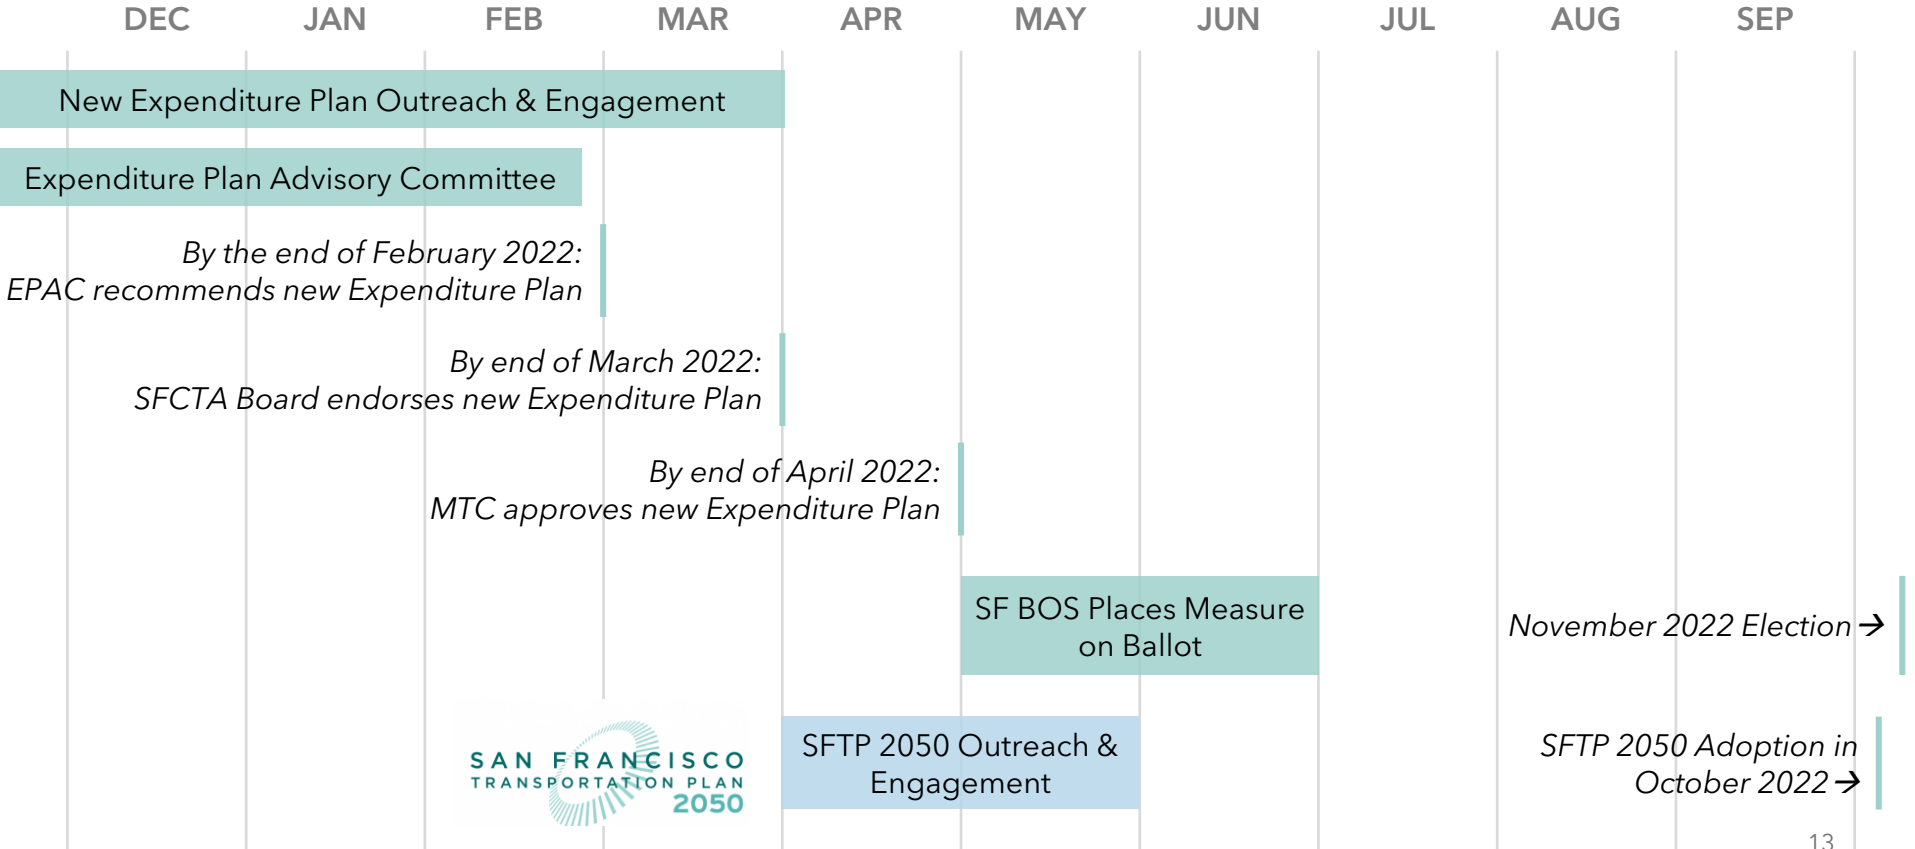 DEC JAN FEB MAR APR MAY JUN JUL AUG SEP
New Expenditure Plan Outreach & Engagement
Expenditure Plan Advisory Committee
By the end of February 2022:
EPAC recommends new Expenditure Plan
By end of March 2022:
SFCTA Board endorses new Expenditure Plan
By end of April 2022:
MTC approves new Expenditure Plan
SF BOS Places Measure
on Ballot
November 2022 Election→
SAN FRANCISCO
TRANSPORTATION PLAN
2050
SFTP 2050 Outreach &
Engagement
SFTP 2050 Adoption in
October 2022→
13